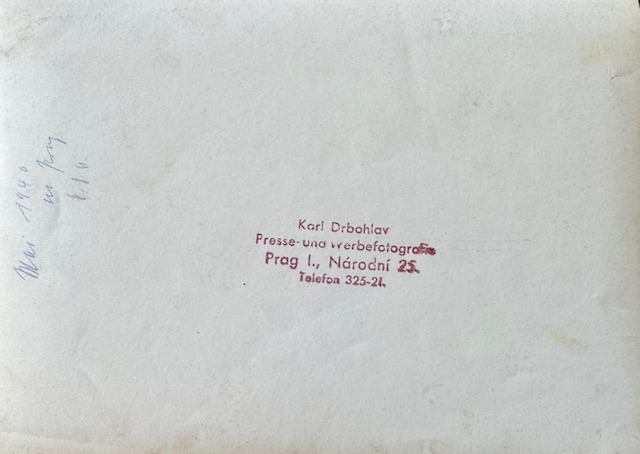 Mai 1940
in Prag
Karl Drbohlav
Presse-und Werbefotografie
Prag I., Národní 25.
Telefon 325-21.